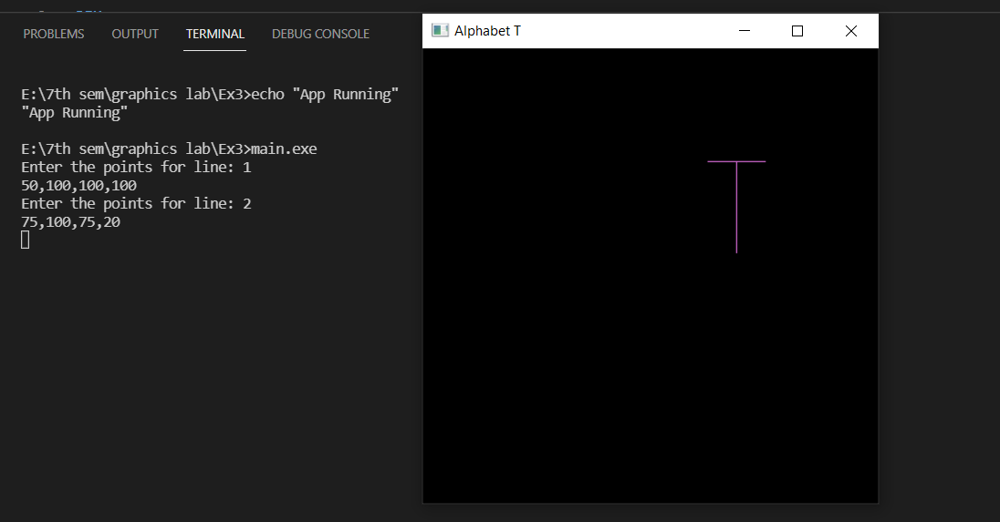 PROBLEMS OUTPUT TERMINAL DEBUG CONSOLE
E:\7th sem\graphics lab\Ex3>echo "App Running"
"App Running"
E:\7th sem\graphics lab\Ex3>main.exe
Enter the points for line: 1
50,100,100,100
Enter the points for line: 2
75,100,75,20
Alphabet T